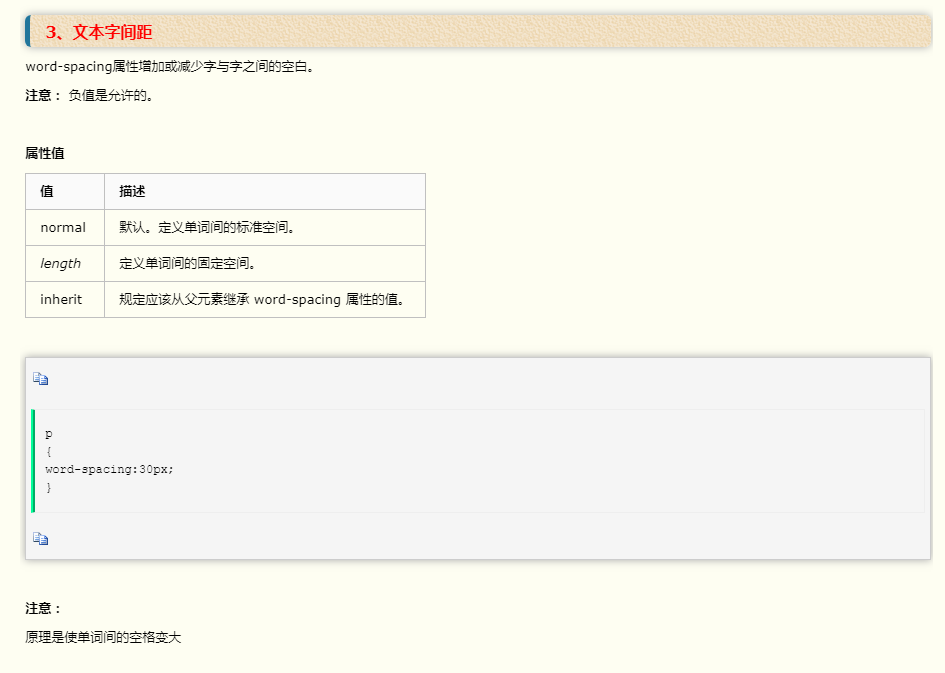 3、文本字间距
word-spacing属性增加或减少字与字之间的空白。
注意： 负值是允许的。
属性值
值 描述
normal 默认。定义单词间的标准空间。
length 定义单词间的固定空间。
inherit 规定应该从父元素继承 word-spacing 属性的值。
p
{
word-spacing:30px;
}
注意：
原理是使单词间的空格变大